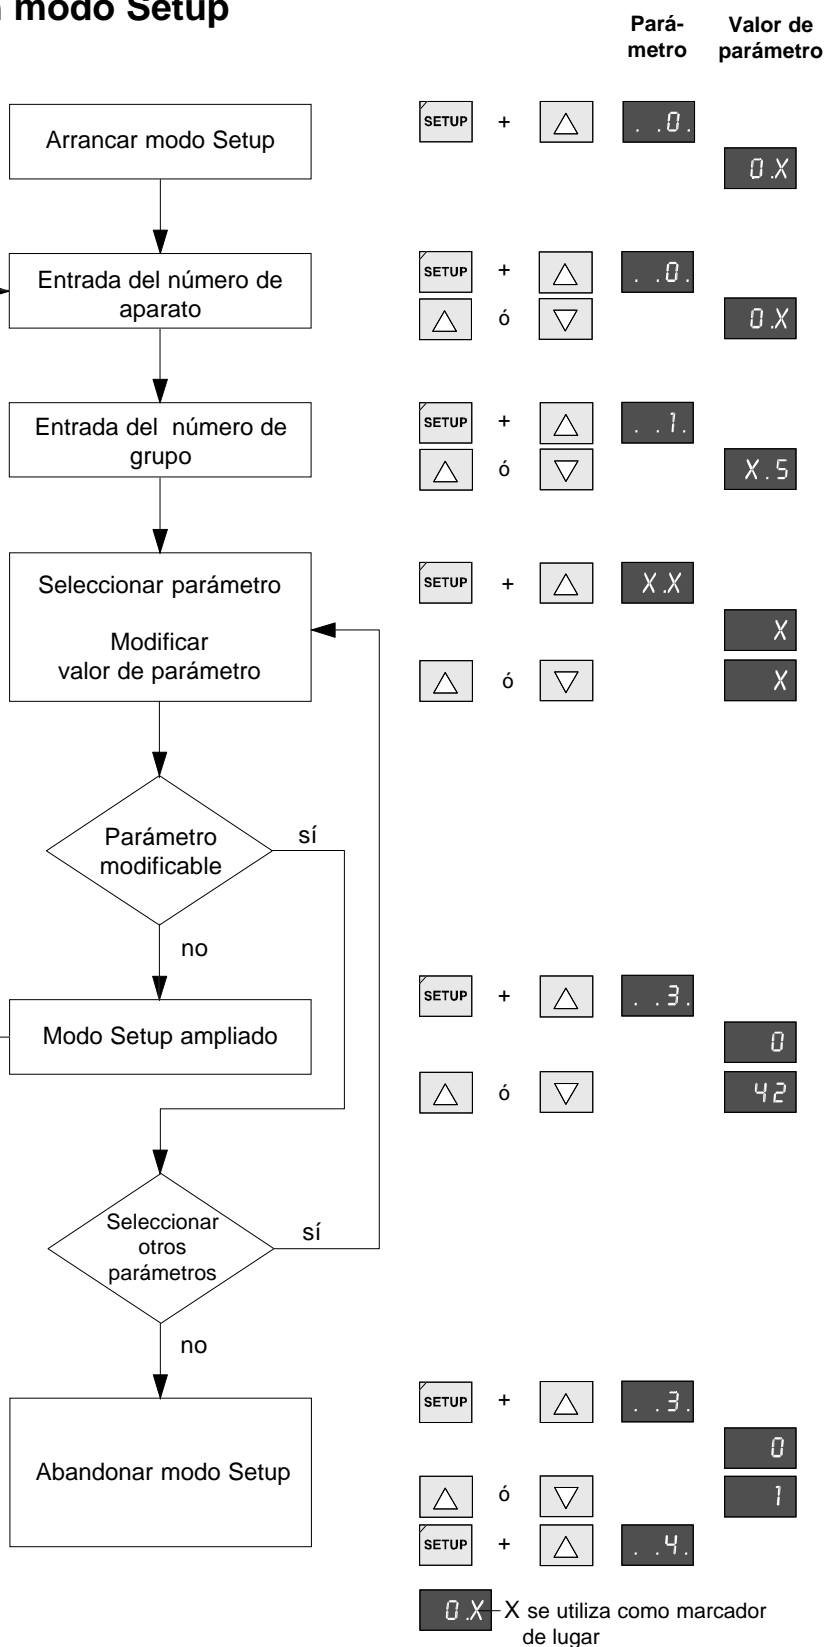 modo Setup
Pará-
metro
Valor de
parámetro
Arrancar modo Setup
SETUP + . .0.
0.X
Entrada del número de
aparato
SETUP + . .0.
ó 0.X
Entrada del número de
grupo
SETUP + . .1.
ó X.5
Seleccionar parámetro
Modificar
valor de parámetro
SETUP + X.X
X
ó X
Parámetro
modificable
sí
no
Modo Setup ampliado
SETUP + . .3.
0
ó 42
Seleccionar
otros
parámetros
sí
no
Abandonar modo Setup
SETUP + . .3.
0
ó 1
SETUP + . .4.
0.X X se utiliza como marcador
de lugar